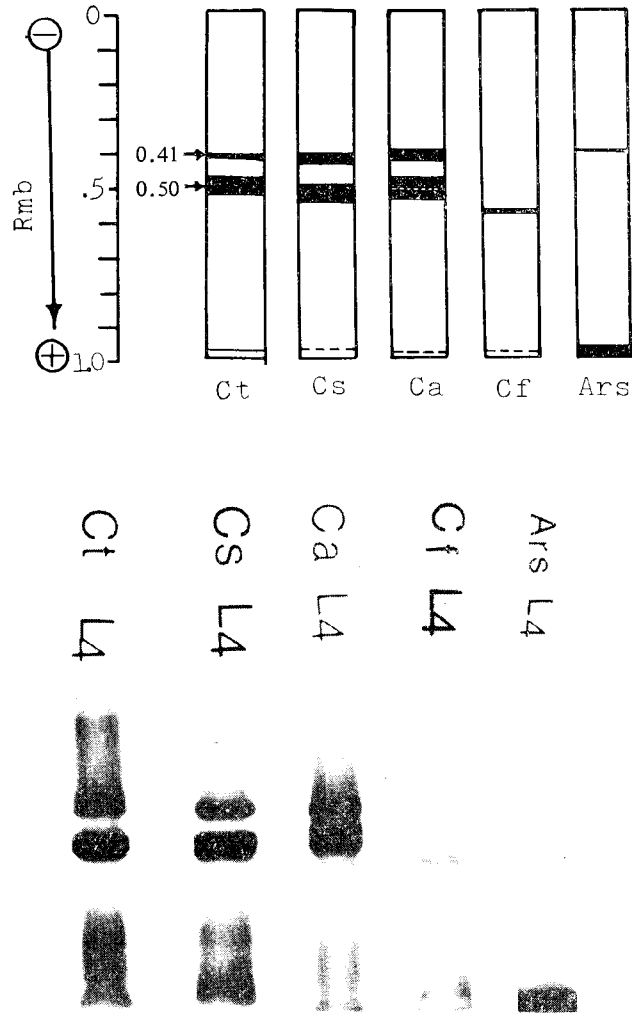 0
0.41
.5
0.50
Rmb
1.0
Ct Cs Ca Cf Ars
Ct L4
Cs L4
Ca L4
Cf L4
Ars L4